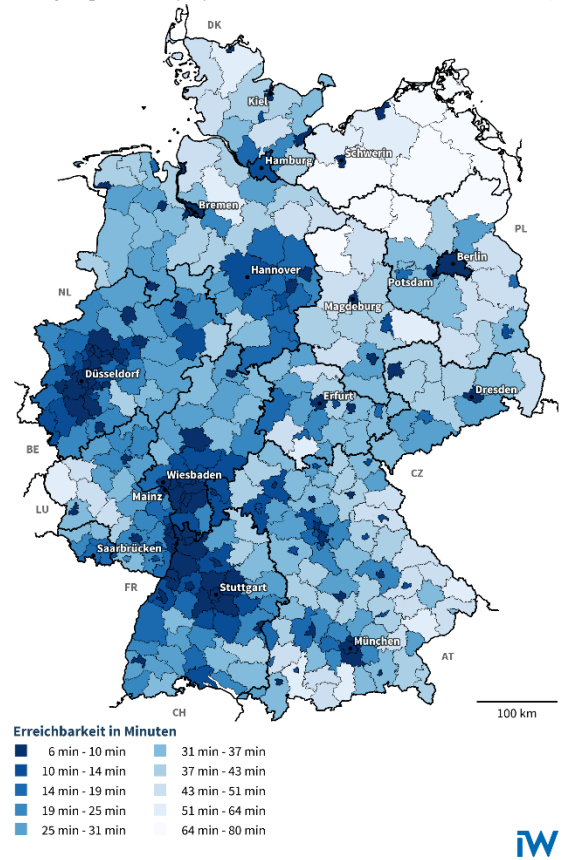 DK
Kiel
Hamburg
Schwerin
Bremen
PL
Berlin
NL
Hannover
Potsdam
Magdeburg
Düsseldorf
Erfurt
Dresden
BE
CZ
Wiesbaden
LU
Mainz
Saarbrücken
FR
Stuttgart
München
AT
CH
100 km
Erreichbarkeit in Minuten
6 min - 10 min
10 min - 14 min
14 min - 19 min
19 min - 25 min
25 min - 31 min
31 min - 37 min
37 min - 43 min
43 min - 51 min
51 min - 64 min
64 min - 80 min
iW